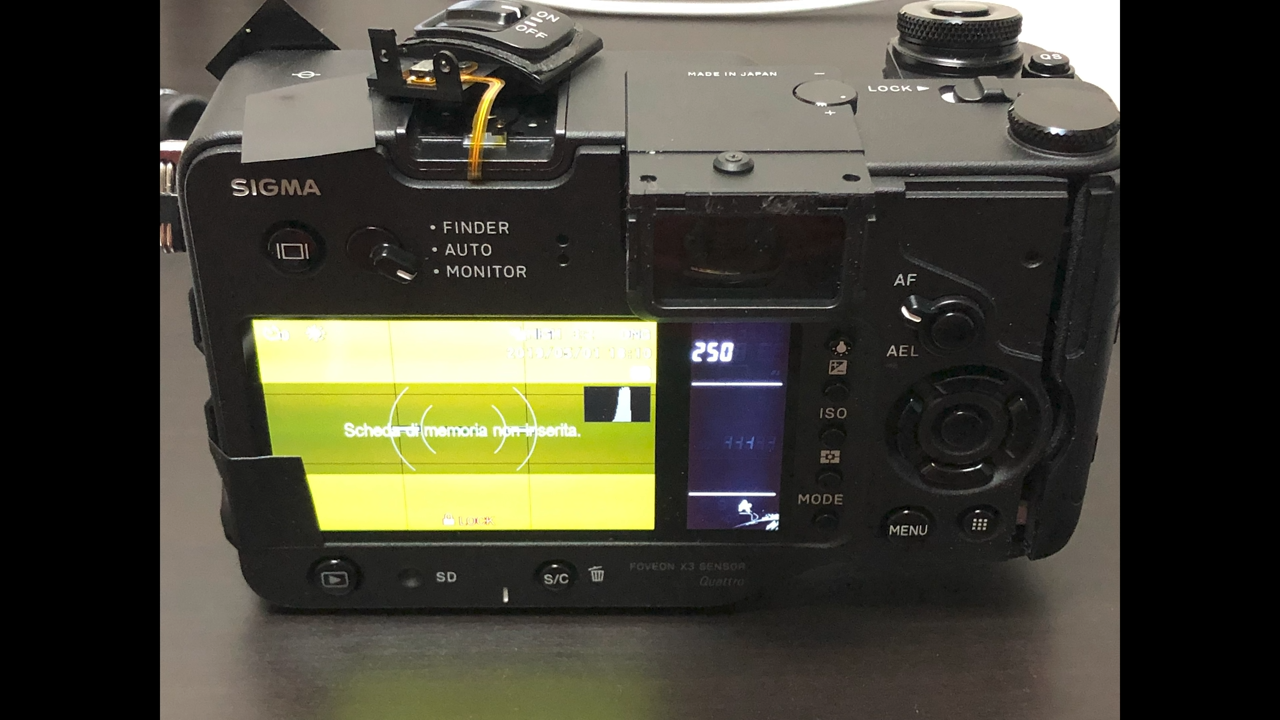 ON
OFF
MADE IN JAPAN
−
+
LOCK
QS
SIGMA
• FINDER
• AUTO
• MONITOR
AF
AEL
250
Scheda di memoria non inserita.
ISO
MODE
MENU
SD
S/C
FOVEON X3 SENSOR
Quattro